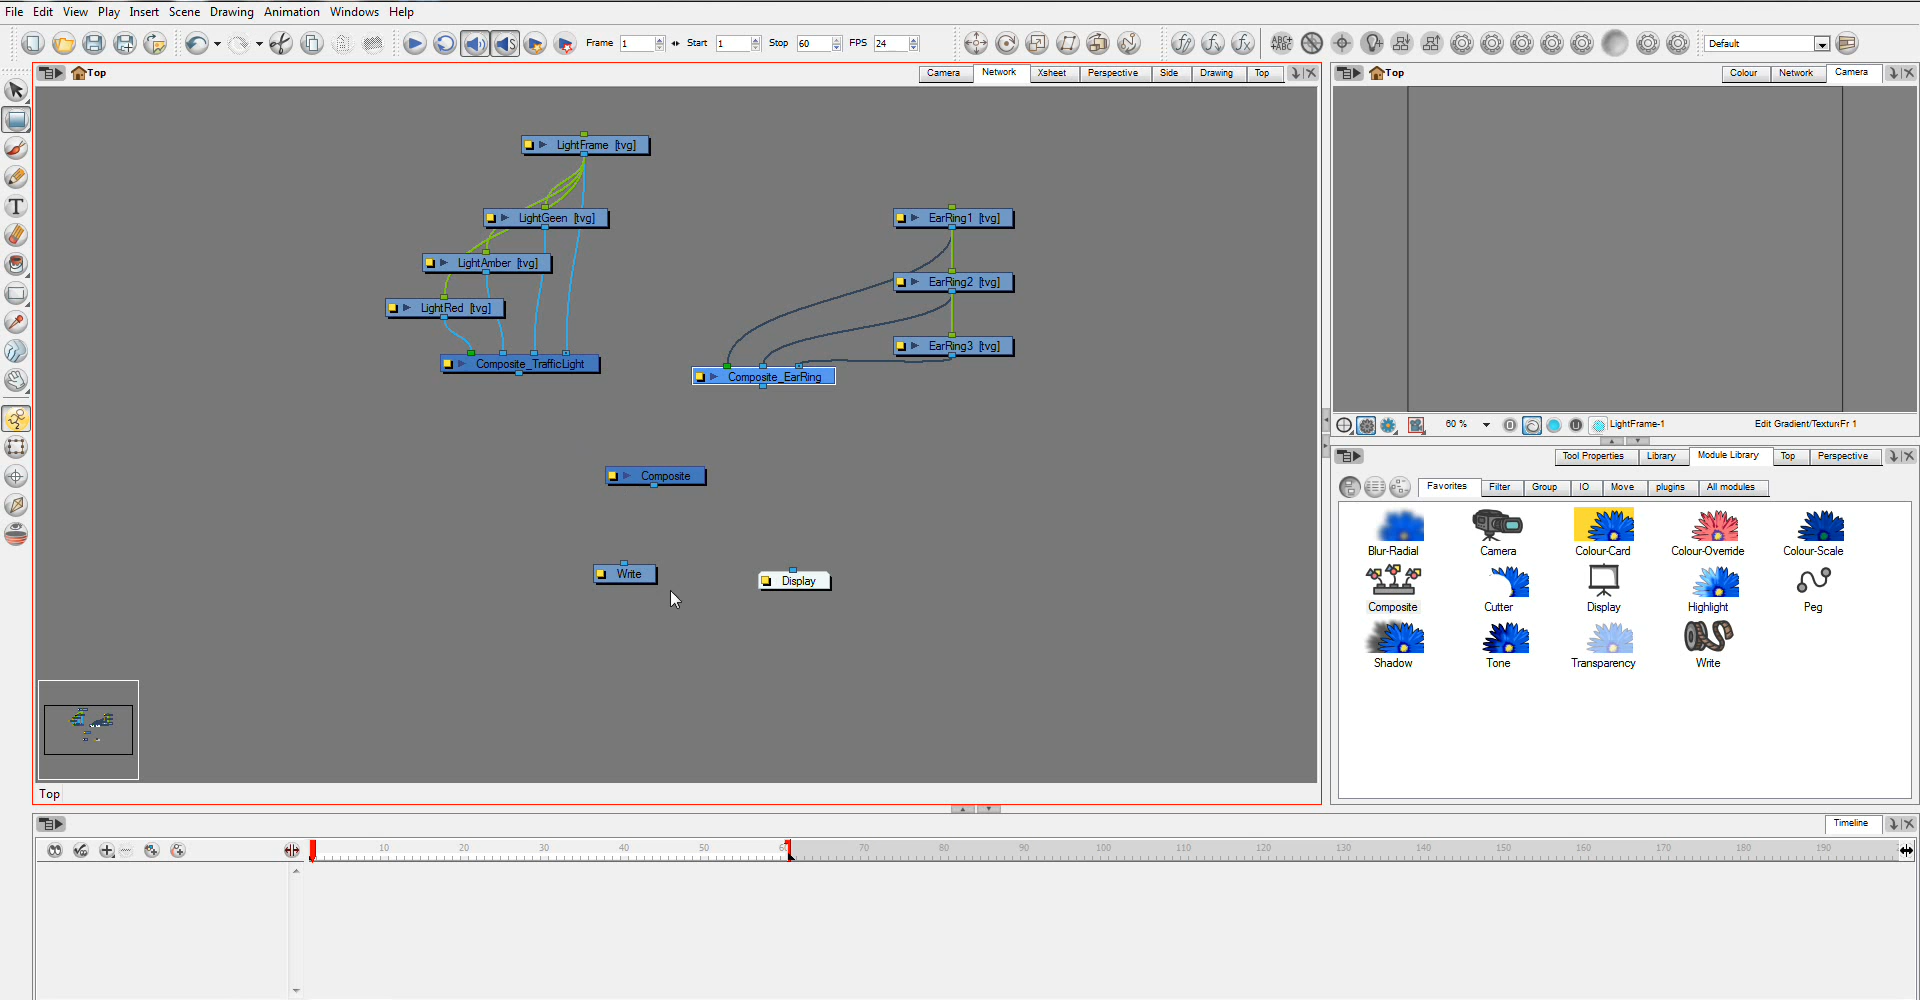 File Edit View Play Insert Scene Drawing Animation Windows Help
Frame 1 Start 1 Stop 60 FPS 24 Default
Top Camera Network Xsheet Perspective Side Drawing Top
Top Colour Network Camera
LightFrame [tvg]
LightGeen [tvg]
EarRing1 [tvg]
LightAmber [tvg]
EarRing2 [tvg]
LightRed [tvg]
EarRing3 [tvg]
Composite_TrafficLight
Composite_EarRing
Composite
Write
Display
Top
60 % LightFrame-1 Edit Gradient/TextureFr 1
Tool Properties Library Module Library Top Perspective
Favorites Filter Group IO Move plugins All modules
Blur-Radial Camera Colour-Card Colour-Override Colour-Scale
Composite Cutter Display Highlight Peg
Shadow Tone Transparency Write
Timeline
10 20 30 40 50 60 70 80 90 100 110 120 130 140 150 160 170 180 190